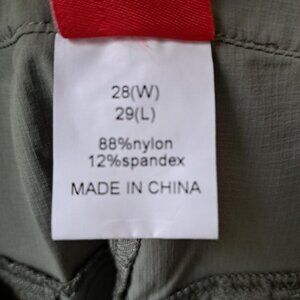 28(W)
29(L)
88%nylon
12%spandex
MADE IN CHINA